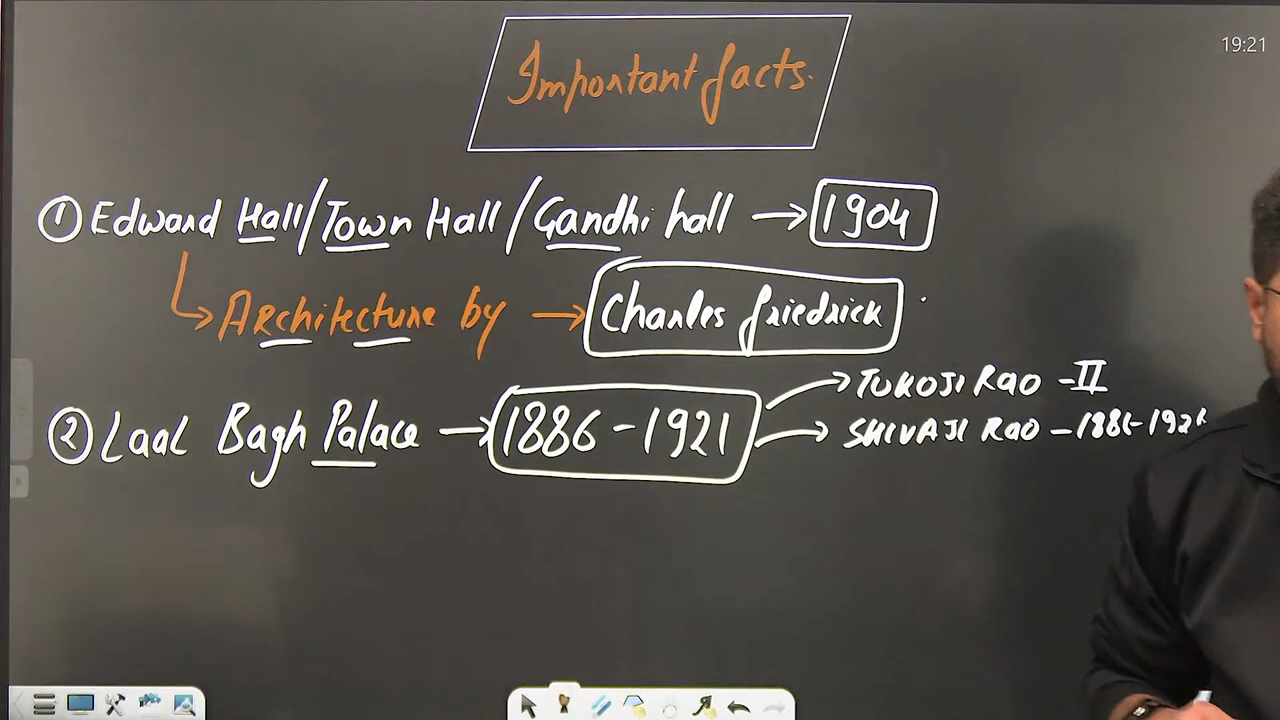 19:21
Important facts.
① Edward Hall/Town Hall/Gandhi hall → 1904
Architecture by → Charles friedrick
② Laal Bagh Palace → 1886-1921
→ TUKOJI RAO -II
→ SHIVAJI RAO -